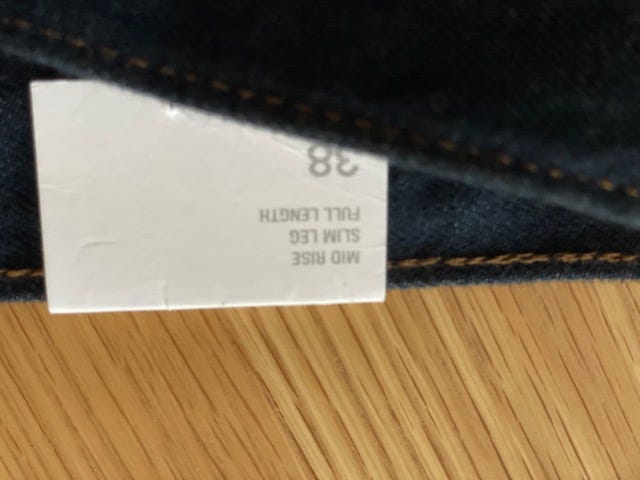 MID RISE
SLIM LEG
FULL LENGTH
38